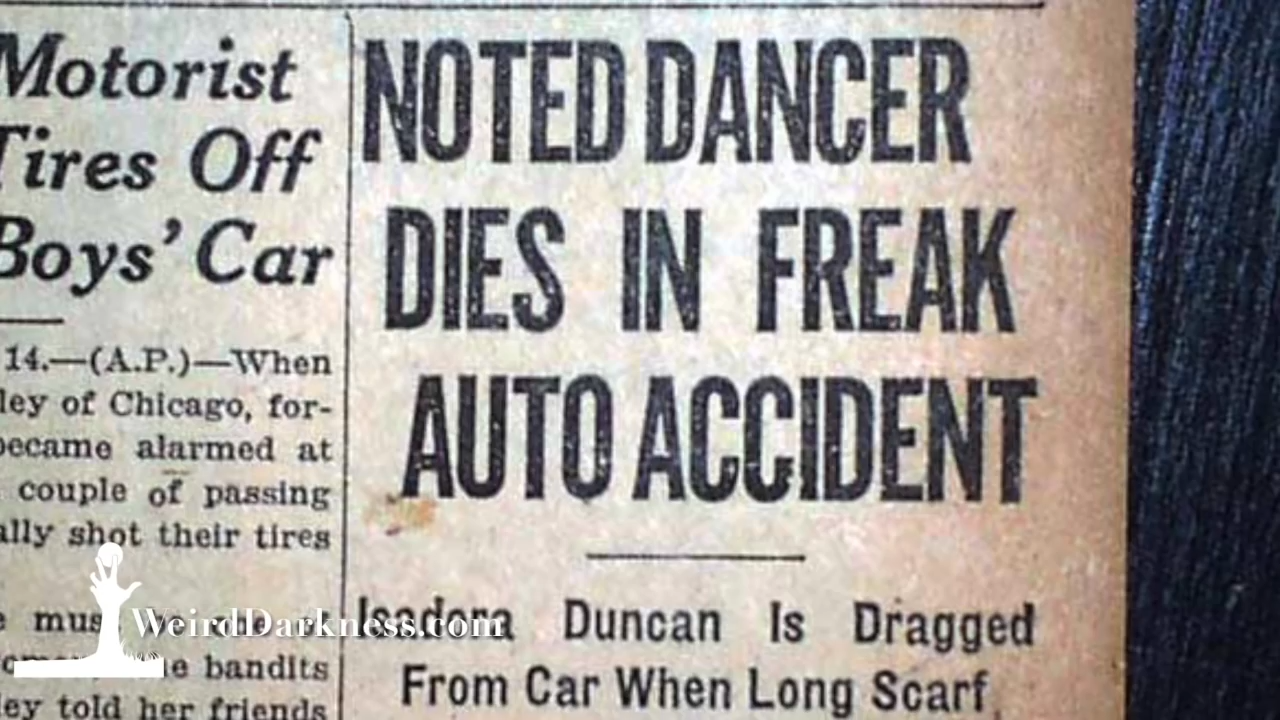 Motorist
Tires Off
Boys' Car
14.—(A.P.)—When
ley of Chicago, for-
became alarmed at
couple of passing
ally shot their tires
e mus
e bandits
ley told her friends
NOTED DANCER
DIES IN FREAK
AUTO ACCIDENT
Isadora Duncan Is Dragged
From Car When Long Scarf
WeirdDarkness.com